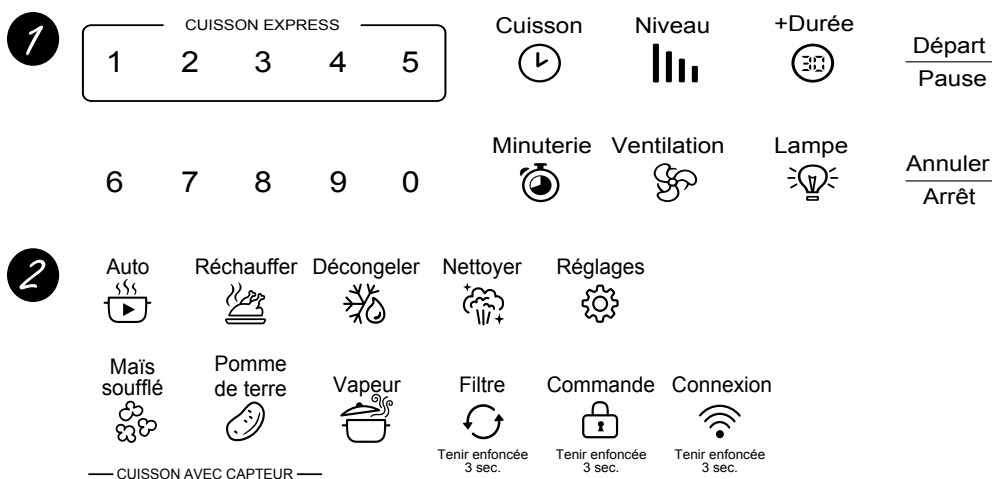 1
CUISSON EXPRESS
1 2 3 4 5
Cuisson Niveau +Durée
30
Départ
Pause
6 7 8 9 0
Minuterie Ventilation Lampe
Annuler
Arrêt
2
Auto Réchauffer Décongeler Nettoyer Réglages
Maïs
soufflé
Pomme
de terre
Vapeur
Filtre
Tenir enfoncée
3 sec.
Commande
Tenir enfoncée
3 sec.
Connexion
Tenir enfoncée
3 sec.
CUISSON AVEC CAPTEUR